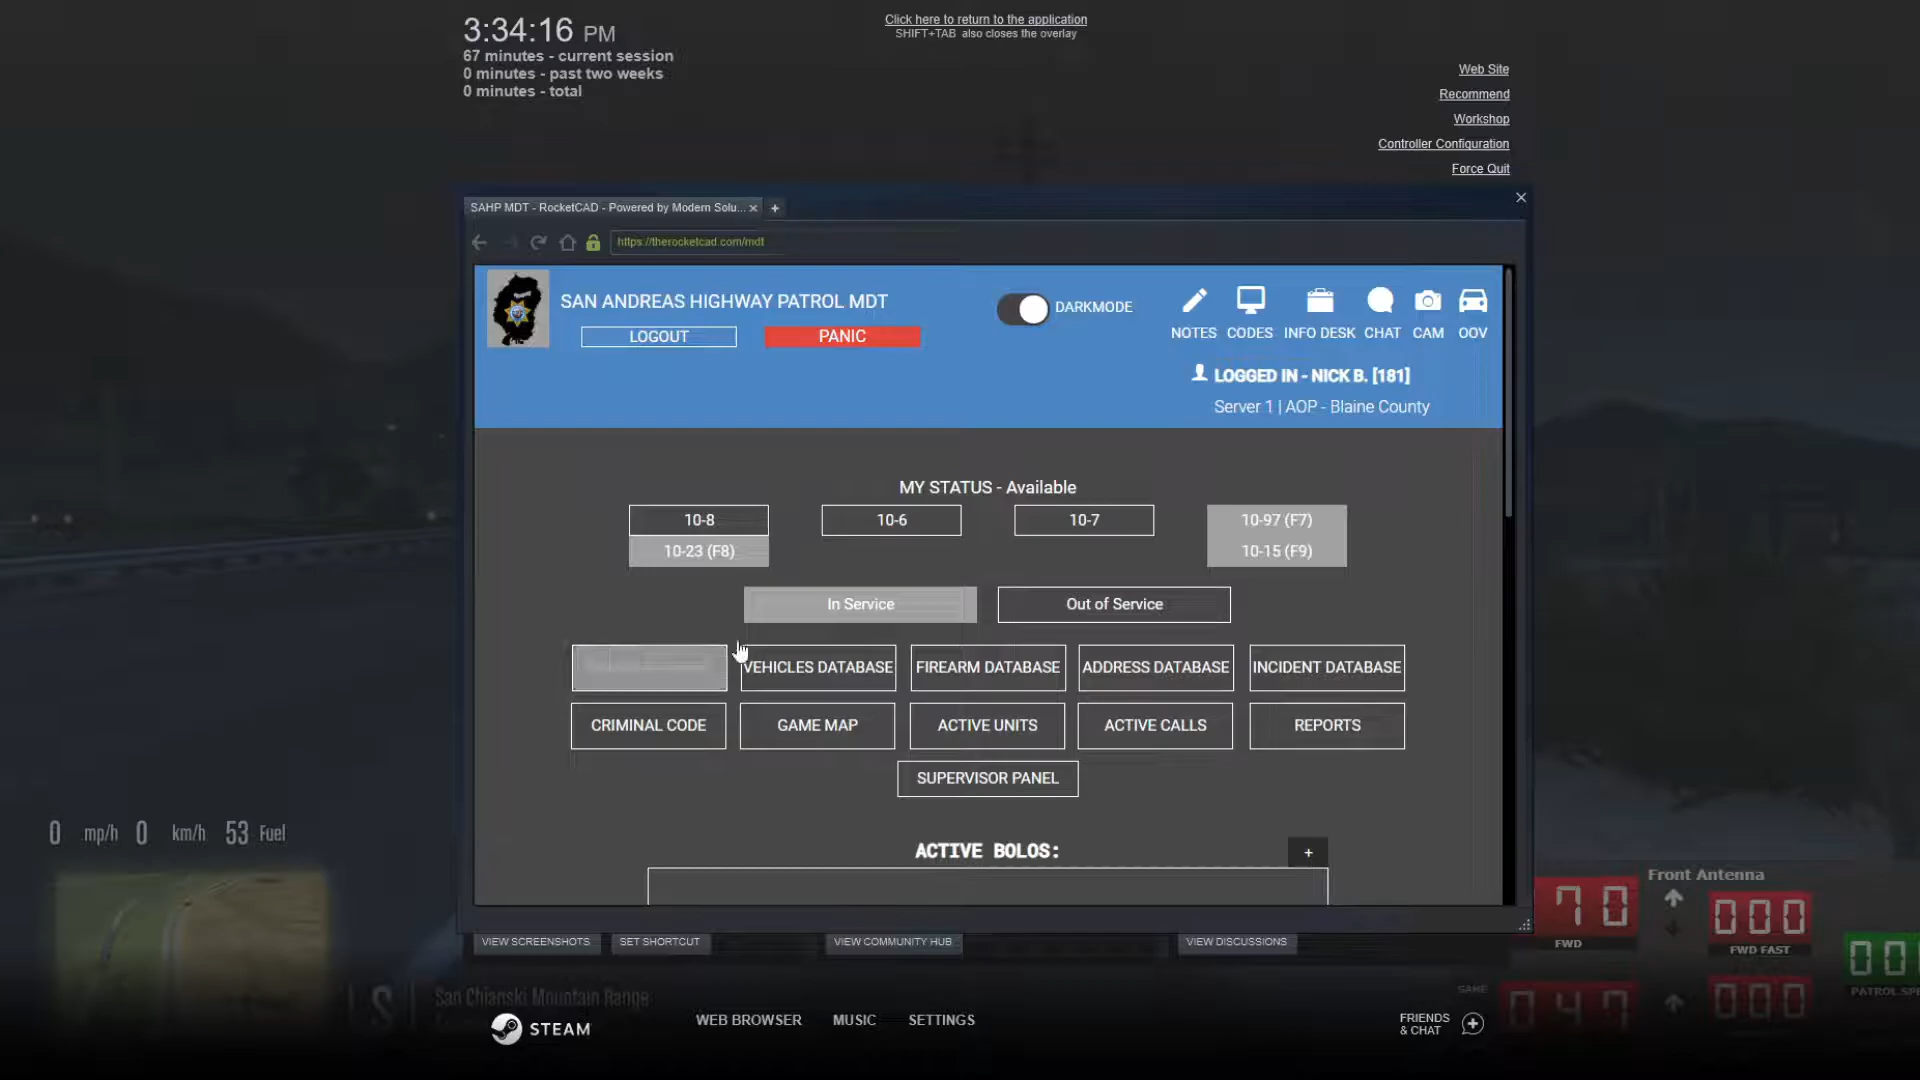 3:34:16 PM
67 minutes - current session
0 minutes - past two weeks
0 minutes - total
Click here to return to the application
SHIFT+TAB also closes the overlay
Web Site
Recommend
Workshop
Controller Configuration
Force Quit
SAHP MDT - RocketCAD - Powered by Modern Solu...
https://therocketcad.com/mdt
SAN ANDREAS HIGHWAY PATROL MDT
LOGOUT
PANIC
DARKMODE
NOTES CODES INFO DESK CHAT CAM OOV
LOGGED IN - NICK B. [181]
Server 1 | AOP - Blaine County
MY STATUS - Available
10-8
10-6
10-7
10-97 (F7)
10-23 (F8)
10-15 (F9)
In Service
Out of Service
VEHICLES DATABASE
FIREARM DATABASE
ADDRESS DATABASE
INCIDENT DATABASE
CRIMINAL CODE
GAME MAP
ACTIVE UNITS
ACTIVE CALLS
REPORTS
SUPERVISOR PANEL
ACTIVE BOLOS:
+
0 mp/h 0 km/h 53 Fuel
Front Antenna
70
000
FWD
FWD FAST
VIEW SCREENSHOTS
SET SHORTCUT
VIEW COMMUNITY HUB
VIEW DISCUSSIONS
San Chianski Mountain Range
S
SAME
047
000
STEAM
WEB BROWSER
MUSIC
SETTINGS
FRIENDS
& CHAT